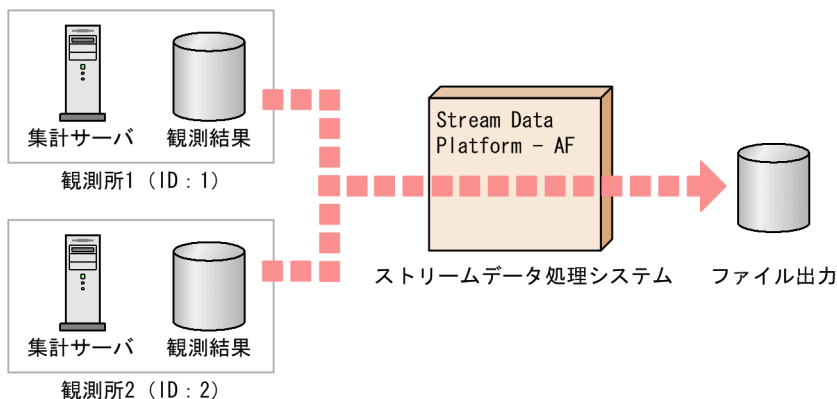 集計サーバ 観測結果
観測所1（ID：1）
Stream Data
Platform - AF
ストリームデータ処理システム ファイル出力
集計サーバ 観測結果
観測所2（ID：2）